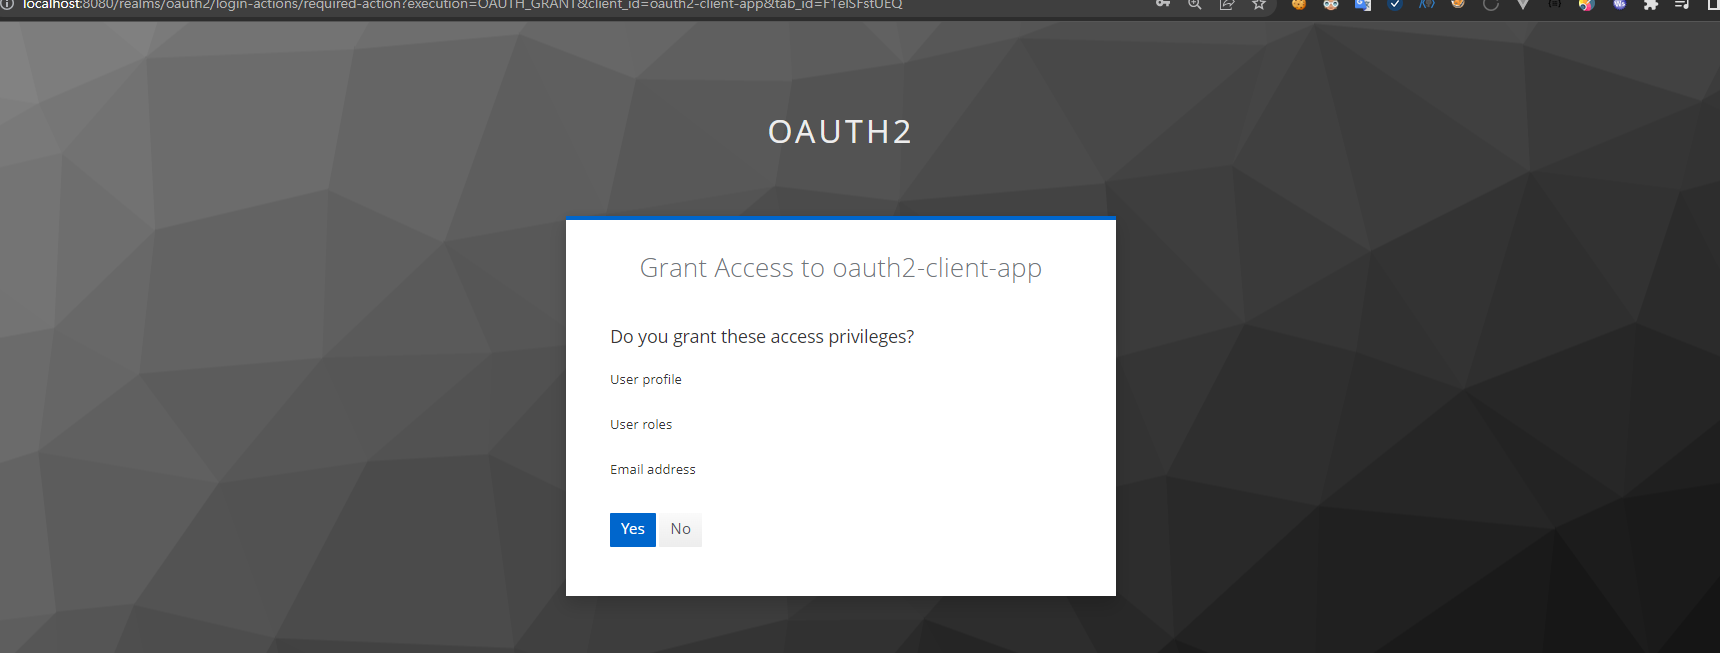 localhost:8080/realms/oauth2/login-actions/required-action?execution=OAUTH_GRANT&client_id=oauth2-client-app&tab_id=F1elSFstUEQ
OAUTH2
Grant Access to oauth2-client-app
Do you grant these access privileges?
User profile
User roles
Email address
Yes No